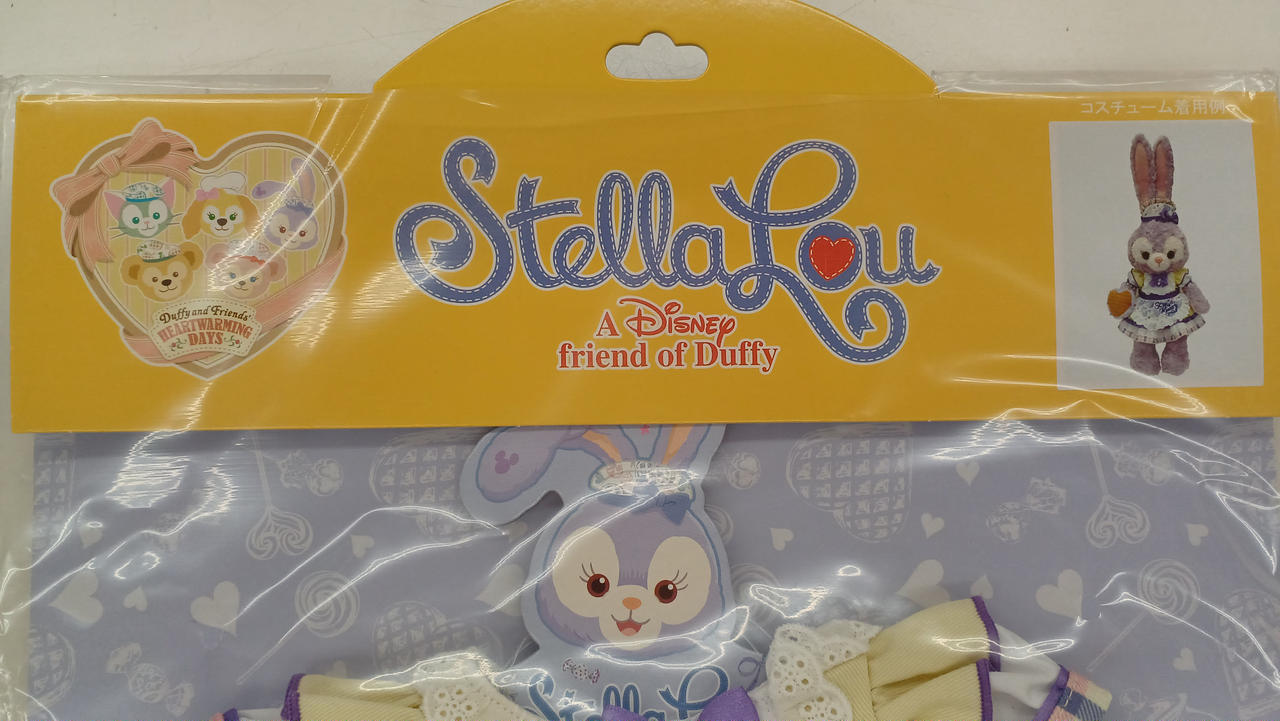 コスチューム着用例
Duffy and Friends'
HEARTWARMING
DAYS
StellaLou
A Disney
friend of Duffy
Stella L